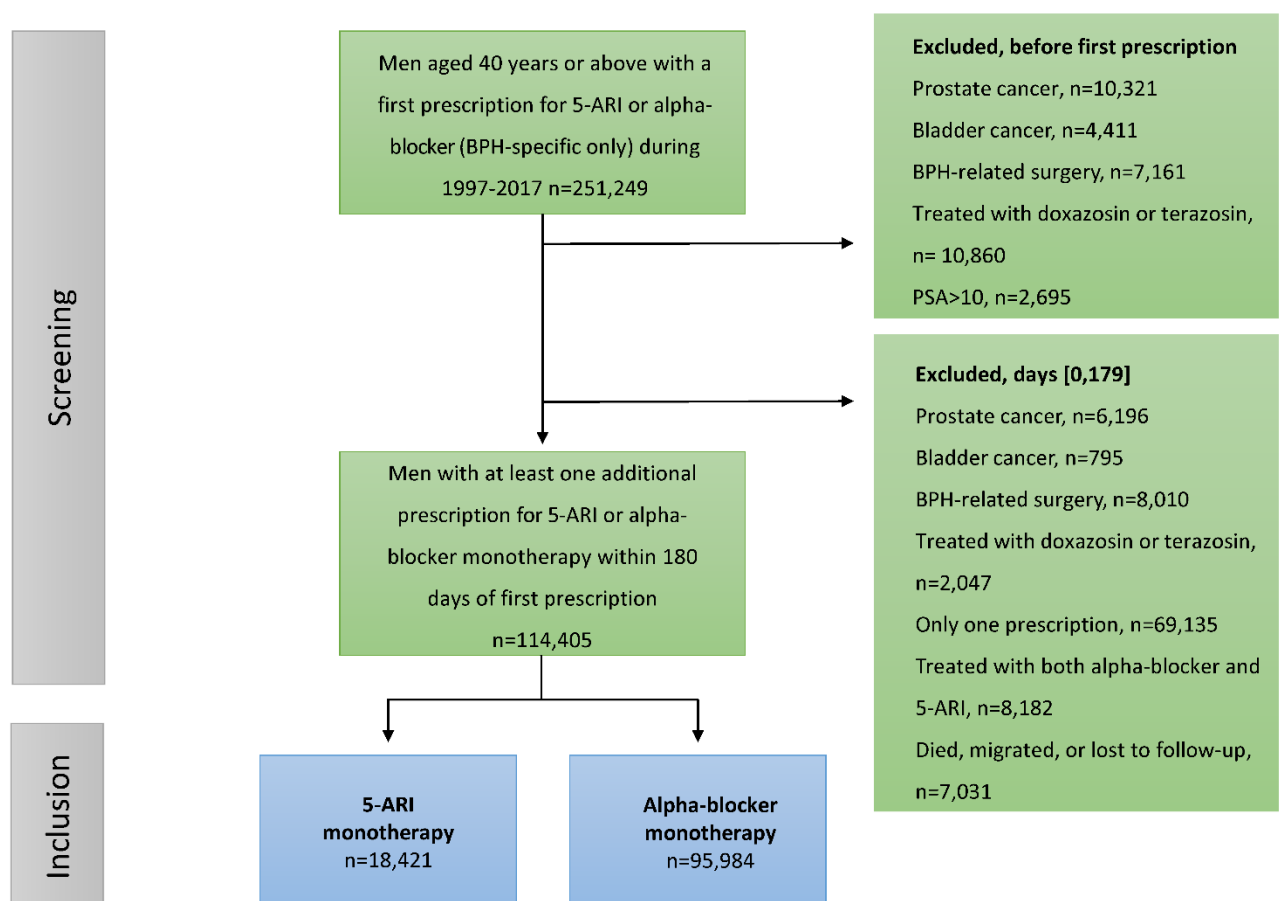 Screening
Men aged 40 years or above with a
first prescription for 5-ARI or alpha-
blocker (BPH-specific only) during
1997-2017 n=251,249
Excluded, before first prescription
Prostate cancer, n=10,321
Bladder cancer, n=4,411
BPH-related surgery, n=7,161
Treated with doxazosin or terazosin,
n= 10,860
PSA>10, n=2,695
Excluded, days [0,179]
Prostate cancer, n=6,196
Bladder cancer, n=795
BPH-related surgery, n=8,010
Treated with doxazosin or terazosin,
n=2,047
Only one prescription, n=69,135
Treated with both alpha-blocker and
5-ARI, n=8,182
Died, migrated, or lost to follow-up,
n=7,031
Men with at least one additional
prescription for 5-ARI or alpha-
blocker monotherapy within 180
days of first prescription
n=114,405
Inclusion
5-ARI
monotherapy
n=18,421
Alpha-blocker
monotherapy
n=95,984